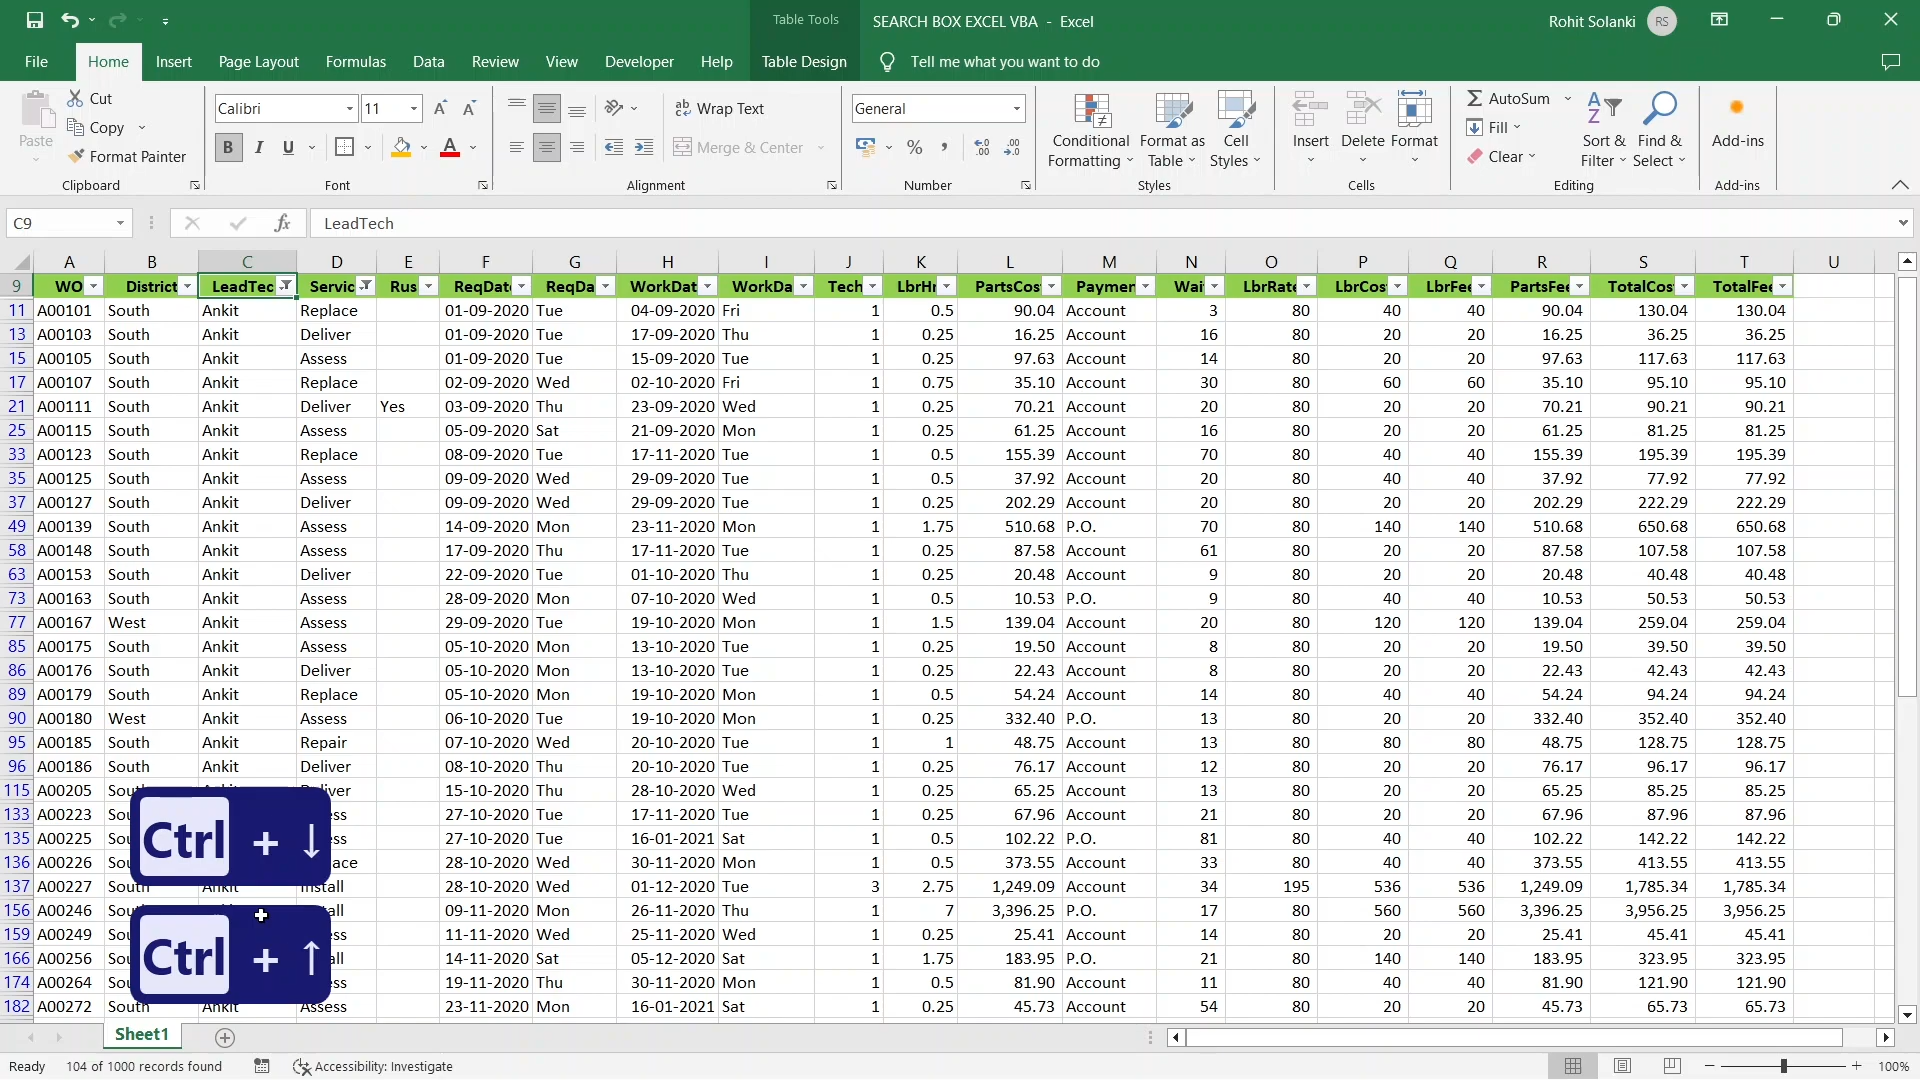 Table Tools
SEARCH BOX EXCEL VBA - Excel
Rohit Solanki RS
File Home Insert Page Layout Formulas Data Review View Developer Help Table Design Tell me what you want to do
Paste
Cut
Copy
Format Painter
Clipboard
Calibri 11
B I U
Font
Wrap Text
Merge & Center
Alignment
General
Number
Conditional Formatting
Format as Table
Cell Styles
Styles
Insert Delete Format
Cells
AutoSum
Fill
Clear
Sort & Filter
Find & Select
Editing
Add-ins
Add-ins
C9 fx LeadTech
A B C D E F G H I J K L M N O P Q R S T U
9 WO District LeadTec Servic Rus ReqDat ReqDa WorkDat WorkDa Tech LbrHr PartsCos Paymen Wai LbrRate LbrCos LbrFee PartsFee TotalCos TotalFee
11 A00101 South Ankit Replace 01-09-2020 Tue 04-09-2020 Fri 1 0.5 90.04 Account 3 80 40 40 90.04 130.04 130.04
13 A00103 South Ankit Deliver 01-09-2020 Tue 17-09-2020 Thu 1 0.25 16.25 Account 16 80 20 20 16.25 36.25 36.25
15 A00105 South Ankit Assess 01-09-2020 Tue 15-09-2020 Tue 1 0.25 97.63 Account 14 80 20 20 97.63 117.63 117.63
17 A00107 South Ankit Replace 02-09-2020 Wed 02-10-2020 Fri 1 0.75 35.10 Account 30 80 60 60 35.10 95.10 95.10
21 A00111 South Ankit Deliver Yes 03-09-2020 Thu 23-09-2020 Wed 1 0.25 70.21 Account 20 80 20 20 70.21 90.21 90.21
25 A00115 South Ankit Assess 05-09-2020 Sat 21-09-2020 Mon 1 0.25 61.25 Account 16 80 20 20 61.25 81.25 81.25
33 A00123 South Ankit Replace 08-09-2020 Tue 17-11-2020 Tue 1 0.5 155.39 Account 70 80 40 40 155.39 195.39 195.39
35 A00125 South Ankit Assess 09-09-2020 Wed 29-09-2020 Tue 1 0.5 37.92 Account 20 80 40 40 37.92 77.92 77.92
37 A00127 South Ankit Deliver 09-09-2020 Wed 29-09-2020 Tue 1 0.25 202.29 Account 20 80 20 20 202.29 222.29 222.29
49 A00139 South Ankit Assess 14-09-2020 Mon 23-11-2020 Mon 1 1.75 510.68 P.O. 70 80 140 140 510.68 650.68 650.68
58 A00148 South Ankit Assess 17-09-2020 Thu 17-11-2020 Tue 1 0.25 87.58 Account 61 80 20 20 87.58 107.58 107.58
63 A00153 South Ankit Deliver 22-09-2020 Tue 01-10-2020 Thu 1 0.25 20.48 Account 9 80 20 20 20.48 40.48 40.48
73 A00163 South Ankit Assess 28-09-2020 Mon 07-10-2020 Wed 1 0.5 10.53 P.O. 9 80 40 40 10.53 50.53 50.53
77 A00167 West Ankit Assess 29-09-2020 Tue 19-10-2020 Mon 1 1.5 139.04 Account 20 80 120 120 139.04 259.04 259.04
85 A00175 South Ankit Assess 05-10-2020 Mon 13-10-2020 Tue 1 0.25 19.50 Account 8 80 20 20 19.50 39.50 39.50
86 A00176 South Ankit Deliver 05-10-2020 Mon 13-10-2020 Tue 1 0.25 22.43 Account 8 80 20 20 22.43 42.43 42.43
89 A00179 South Ankit Replace 05-10-2020 Mon 19-10-2020 Mon 1 0.5 54.24 Account 14 80 40 40 54.24 94.24 94.24
90 A00180 West Ankit Assess 06-10-2020 Tue 19-10-2020 Mon 1 0.25 332.40 P.O. 13 80 20 20 332.40 352.40 352.40
95 A00185 South Ankit Repair 07-10-2020 Wed 20-10-2020 Tue 1 1 48.75 Account 13 80 80 80 48.75 128.75 128.75
96 A00186 South Ankit Deliver 08-10-2020 Thu 20-10-2020 Tue 1 0.25 76.17 Account 12 80 20 20 76.17 96.17 96.17
115 A00205 15-10-2020 Thu 28-10-2020 Wed 1 0.25 65.25 Account 13 80 20 20 65.25 85.25 85.25
133 A00223 27-10-2020 Tue 17-11-2020 Tue 1 0.25 67.96 Account 21 80 20 20 67.96 87.96 87.96
135 A00225 27-10-2020 Tue 16-01-2021 Sat 1 0.5 102.22 P.O. 81 80 40 40 102.22 142.22 142.22
136 A00226 28-10-2020 Wed 30-11-2020 Mon 1 0.5 373.55 Account 33 80 40 40 373.55 413.55 413.55
137 A00227 South Ankit Install 28-10-2020 Wed 01-12-2020 Tue 3 2.75 1,249.09 Account 34 195 536 536 1,249.09 1,785.34 1,785.34
156 A00246 09-11-2020 Mon 26-11-2020 Thu 1 7 3,396.25 P.O. 17 80 560 560 3,396.25 3,956.25 3,956.25
159 A00249 11-11-2020 Wed 25-11-2020 Wed 1 0.25 25.41 Account 14 80 20 20 25.41 45.41 45.41
166 A00256 14-11-2020 Sat 05-12-2020 Sat 1 1.75 183.95 P.O. 21 80 140 140 183.95 323.95 323.95
174 A00264 19-11-2020 Thu 30-11-2020 Mon 1 0.5 81.90 Account 11 80 40 40 81.90 121.90 121.90
182 A00272 South Ankit Assess 23-11-2020 Mon 16-01-2021 Sat 1 0.25 45.73 Account 54 80 20 20 45.73 65.73 65.73
Ctrl + ↓
Ctrl + ↑
Sheet1
Ready 104 of 1000 records found Accessibility: Investigate 100%